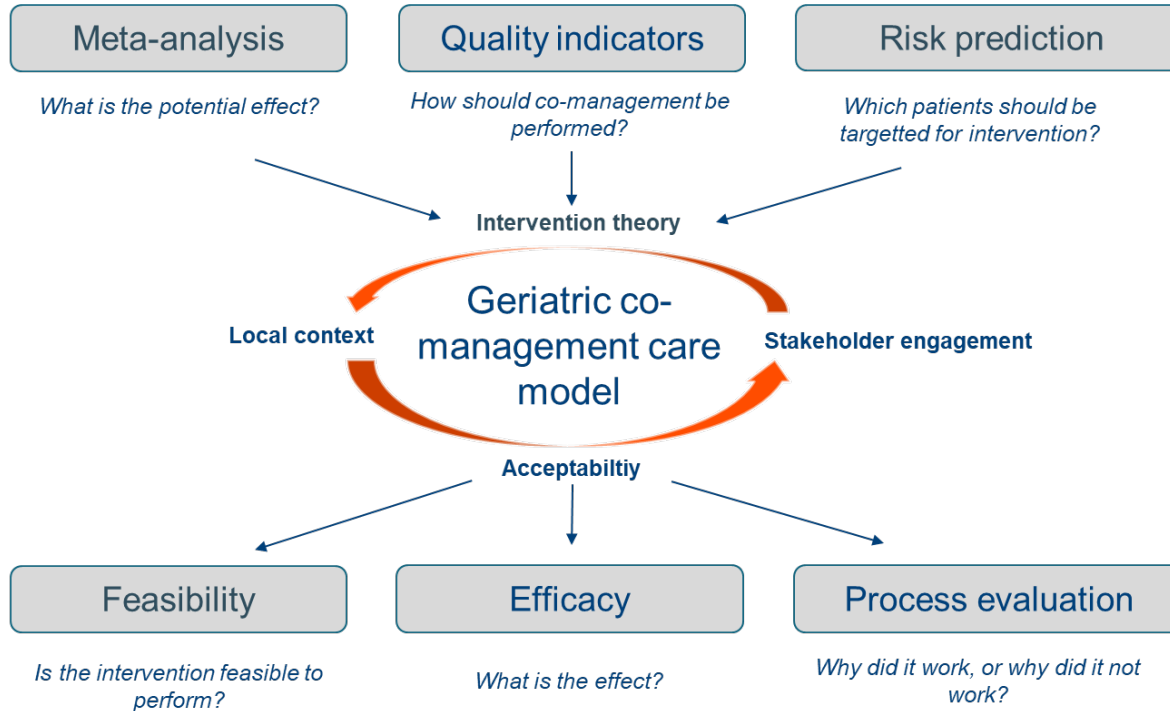 Meta-analysis
Quality indicators
Risk prediction
What is the potential effect?
How should co-management be
performed?
Which patients should be
targetted for intervention?
Intervention theory
Geriatric co-
management care
model
Local context
Stakeholder engagement
Acceptabiltiy
Feasibility
Efficacy
Process evaluation
Is the intervention feasible to
perform?
What is the effect?
Why did it work, or why did it not
work?